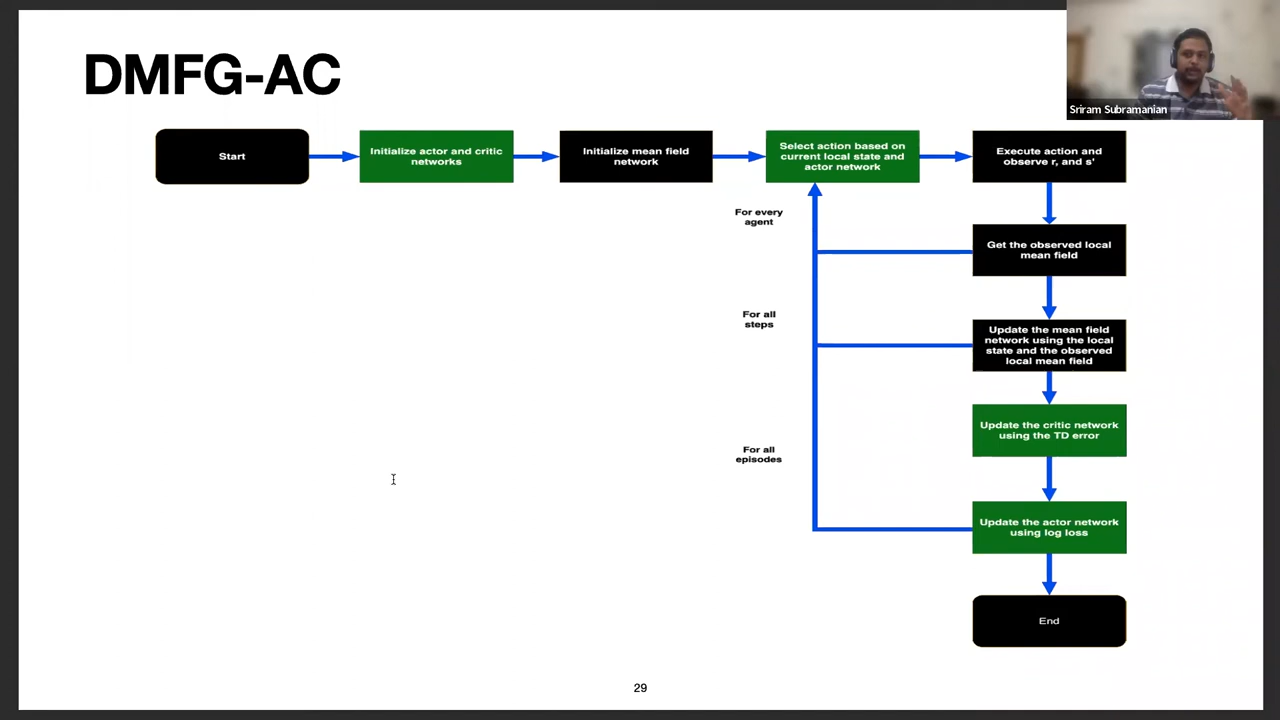 DMFG-AC
Sriram Subramanian
Start
Initialize actor and critic
networks
Initialize mean field
network
Select action based on
current local state and
actor network
Execute action and
observe r, and s'
For every
agent
Get the observed local
mean field
For all
steps
Update the mean field
network using the local
state and the observed
local mean field
Update the critic network
using the TD error
For all
episodes
Update the actor network
using log loss
End
29